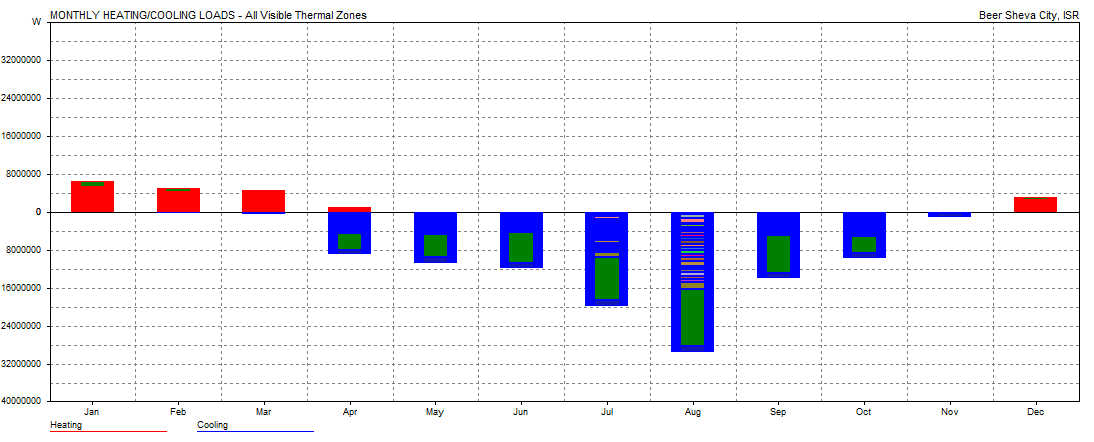 MONTHLY HEATING/COOLING LOADS - All Visible Thermal Zones Beer Sheva City, ISR
W
32000000
24000000
16000000
8000000
0
8000000
16000000
24000000
32000000
40000000
Jan Feb Mar Apr May Jun Jul Aug Sep Oct Nov Dec
Heating Cooling